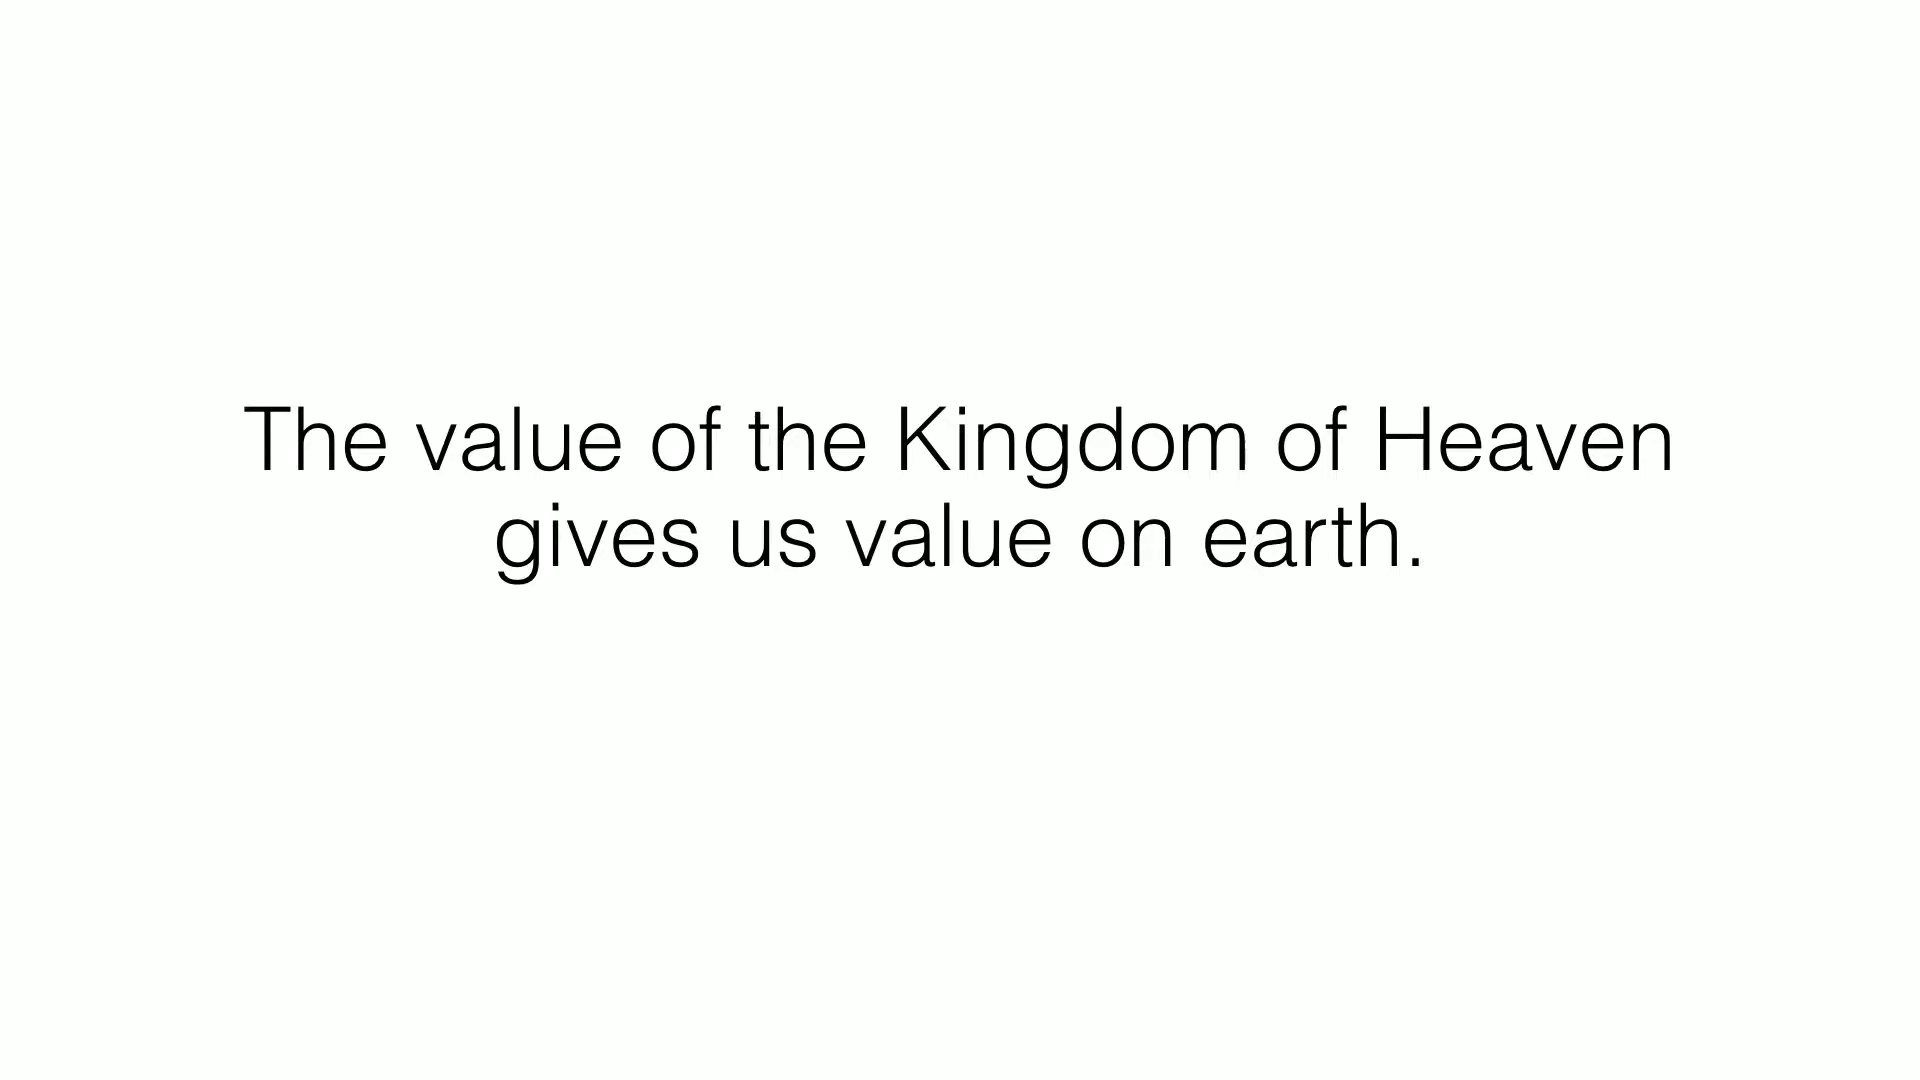 The value of the Kingdom of Heaven
gives us value on earth.